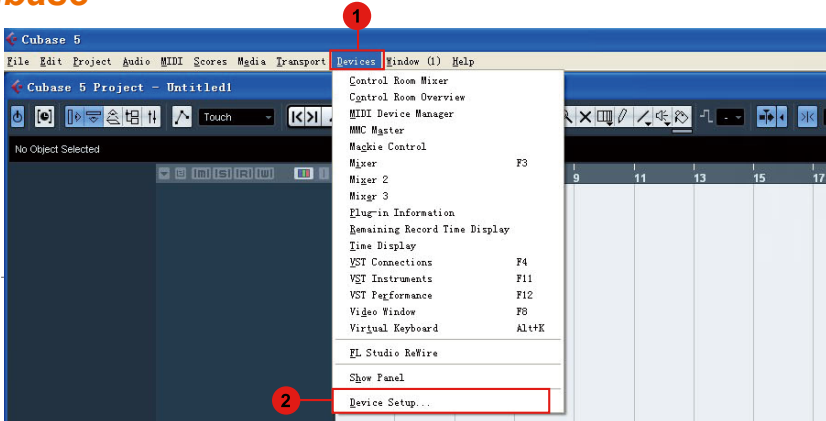 1
Cubase 5
File Edit Project Audio MIDI Scores Media Transport Devices Window (1) Help
Cubase 5 Project - Untitled1
Touch
No Object Selected
9 11 13 15 17
Control Room Mixer
Control Room Overview
MIDI Device Manager
MMC Master
Mackie Control
Mixer F3
Mixer 2
Mixer 3
Plug-in Information
Remaining Record Time Display
Time Display
VST Connections F4
VST Instruments F11
VST Performance F12
Video Window F8
Virtual Keyboard Alt+K
FL Studio ReWire
Show Panel
2
Device Setup...